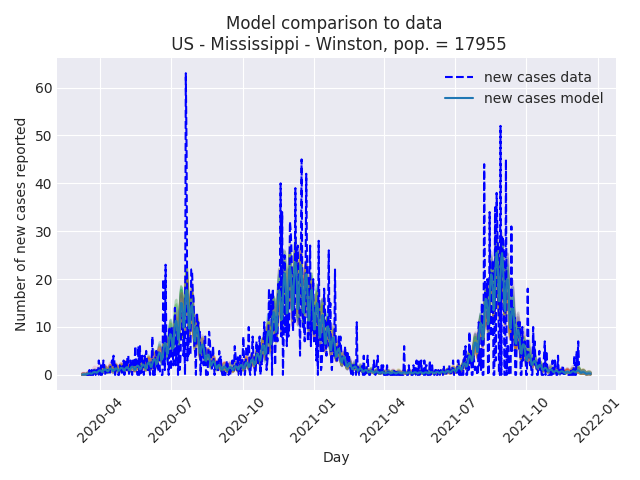 Model comparison to data
US - Mississippi - Winston, pop. = 17955
new cases data
new cases model
Number of new cases reported
60
50
40
30
20
10
0
2020-04
2020-07
2020-10
2021-01
2021-04
2021-07
2021-10
2022-01
Day